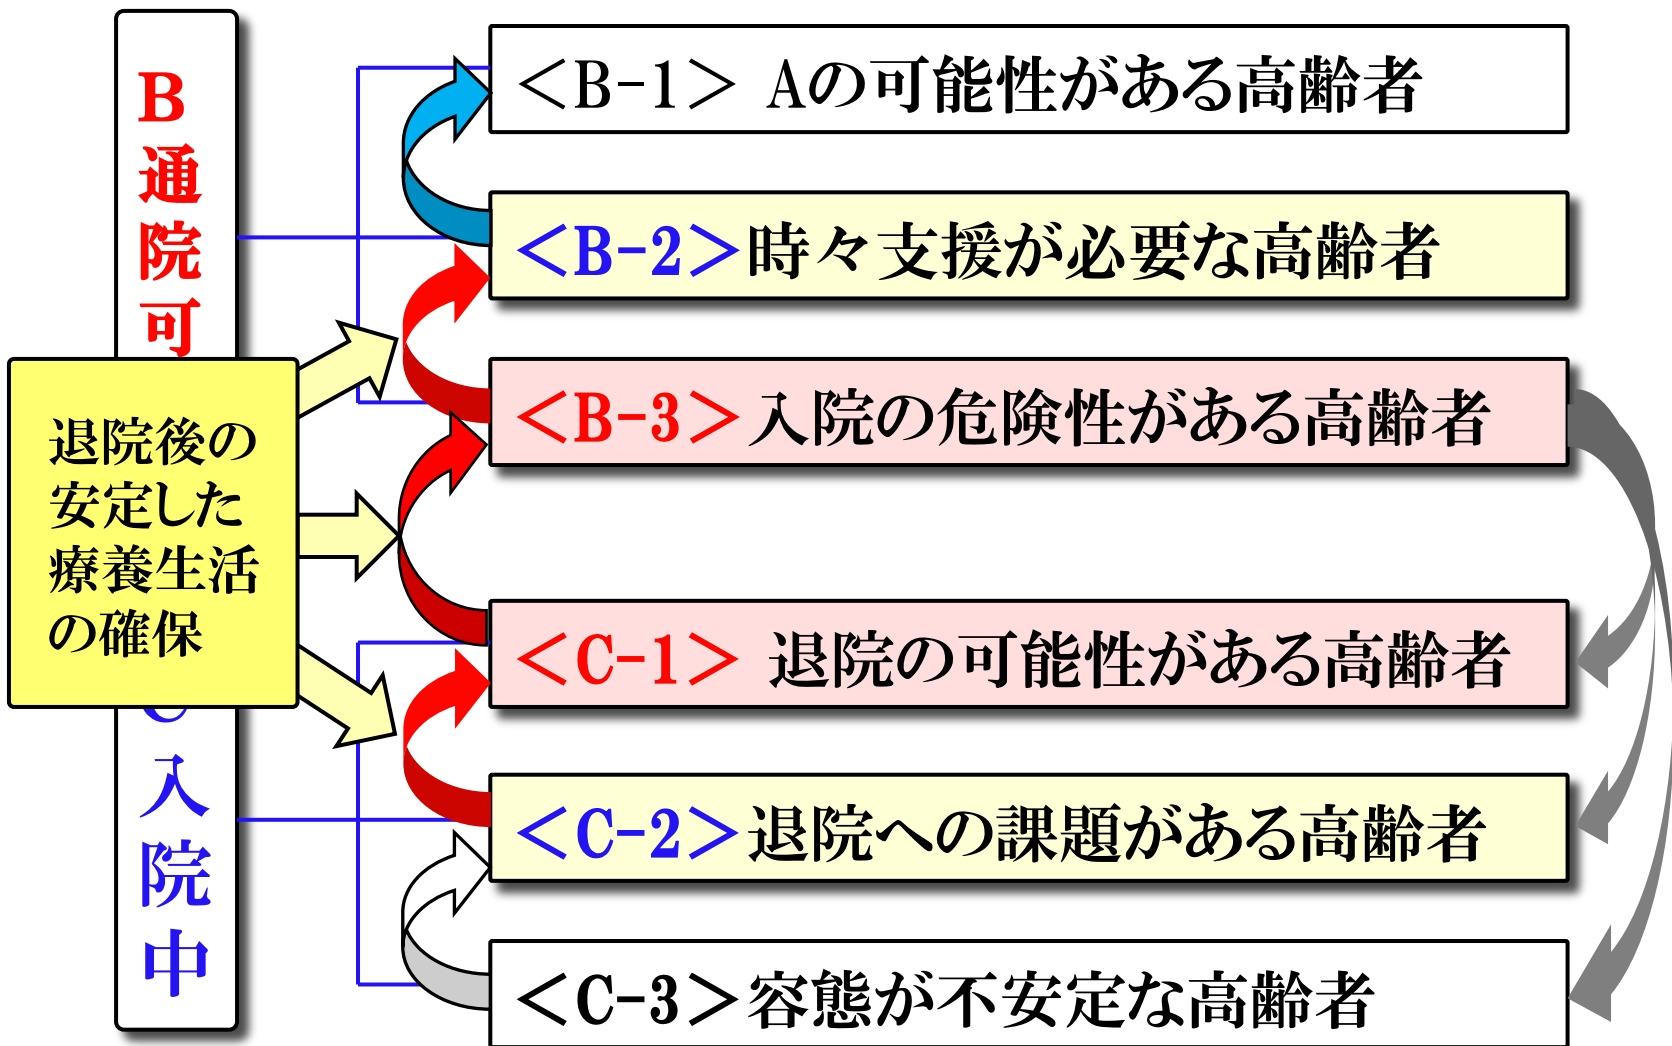 B通院可
C入院中
退院後の
安定した
療養生活
の確保
＜B-1＞ Aの可能性がある高齢者
＜B-2＞時々支援が必要な高齢者
＜B-3＞入院の危険性がある高齢者
＜C-1＞ 退院の可能性がある高齢者
＜C-2＞退院への課題がある高齢者
＜C-3＞容態が不安定な高齢者